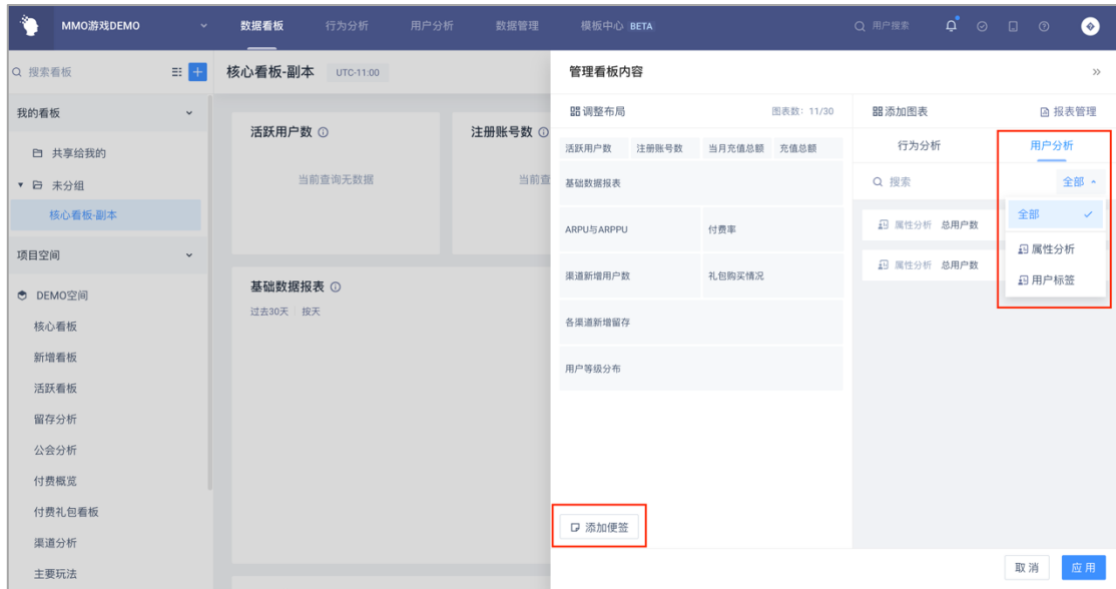 MMO游戏DEMO
数据看板
行为分析
用户分析
数据管理
模板中心 BETA
用户搜索
搜索看板
核心看板-副本
UTC-11:00
管理看板内容
我的看板
共享给我的
未分组
核心看板-副本
项目空间
DEMO空间
核心看板
新增看板
活跃看板
留存分析
公会分析
付费概览
付费礼包看板
渠道分析
主要玩法
活跃用户数
当前查询无数据
注册账号数
当前查
基础数据报表
过去30天 按天
调整布局
图表数: 11/30
活跃用户数 注册账号数 当月充值总额 充值总额
基础数据报表
ARPU与ARPPU 付费率
渠道新增用户数 礼包购买情况
各渠道新增留存
用户等级分布
添加便签
添加图表
报表管理
行为分析
用户分析
搜索
全部
属性分析 总用户数
属性分析 总用户数
全部
属性分析
用户标签
取消
应用